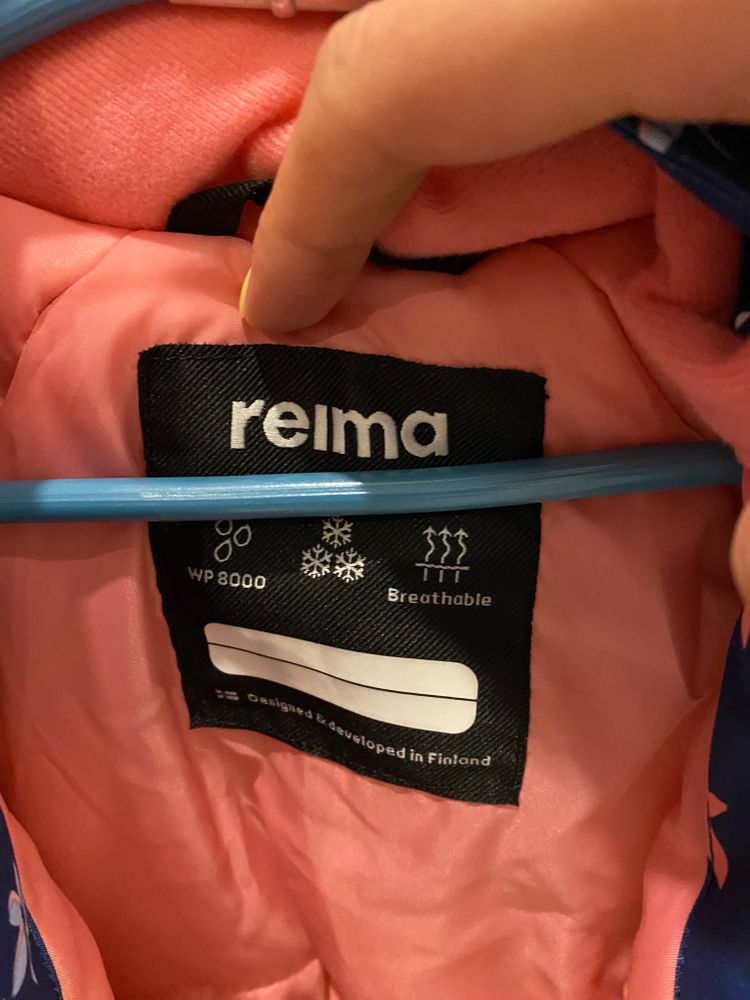 reima
WP 8000
Breathable
Designed & developed in Finland